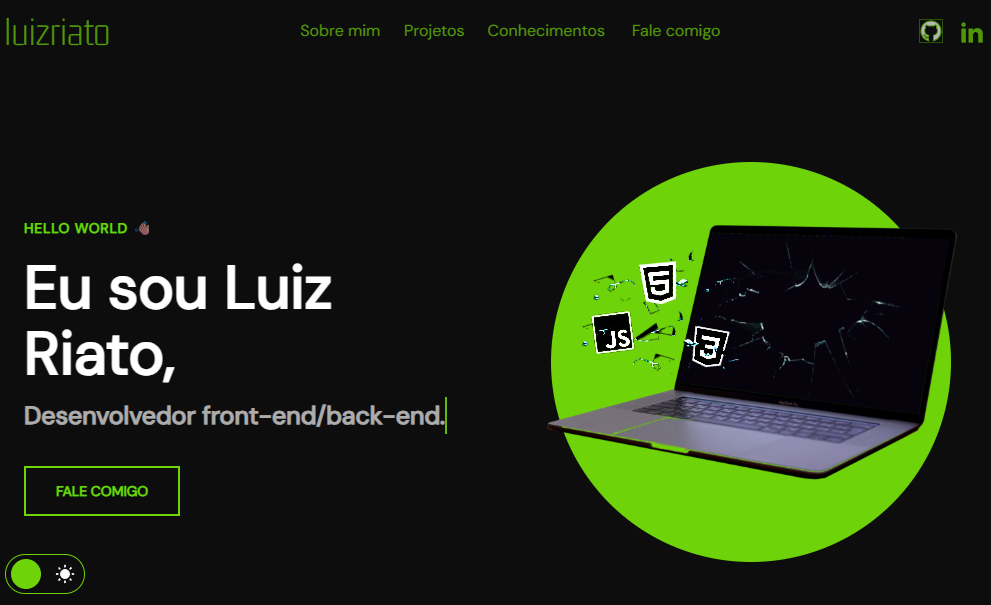 luizriato
Sobre mim Projetos Conhecimentos Fale comigo
in
HELLO WORLD
Eu sou Luiz
Riato,
Desenvolvedor front-end/back-end.
FALE COMIGO
5
JS
3